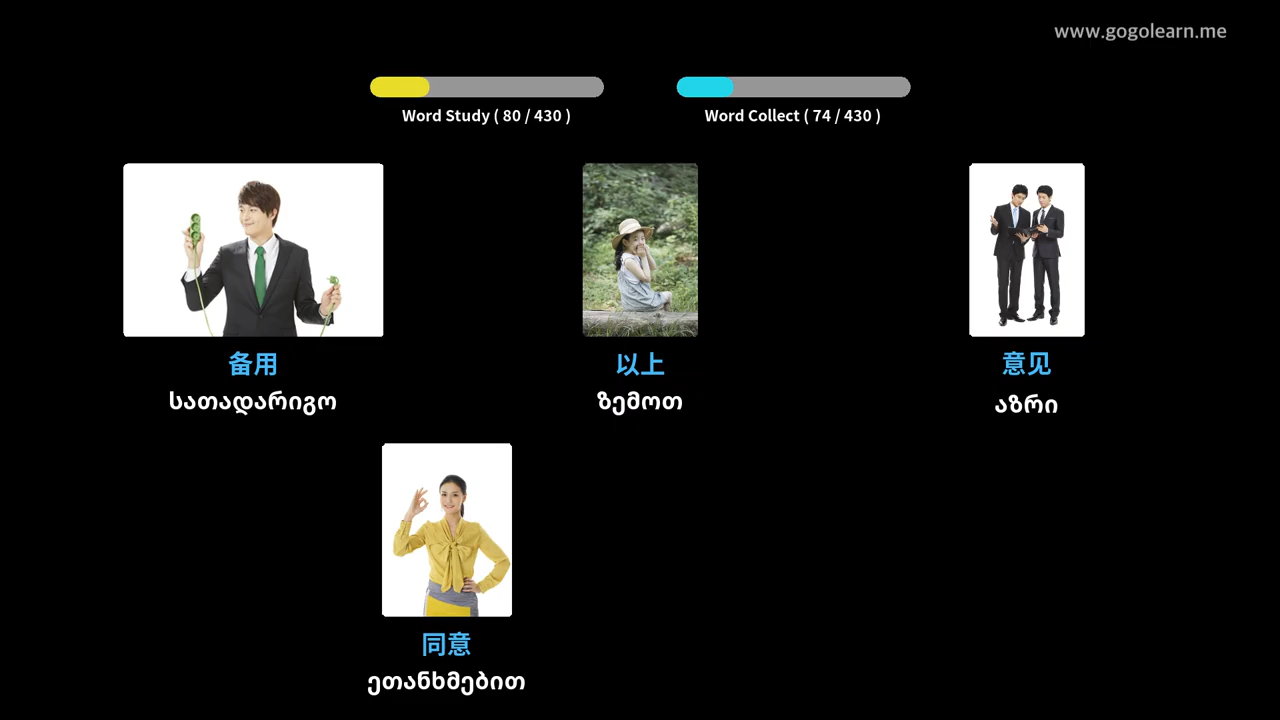 www.gogolearn.me
Word Study ( 80 / 430 )
Word Collect ( 74 / 430 )
备用
以上
意见
სათადარიგო
ზემოთ
აზრი
同意
ეთანხმებით